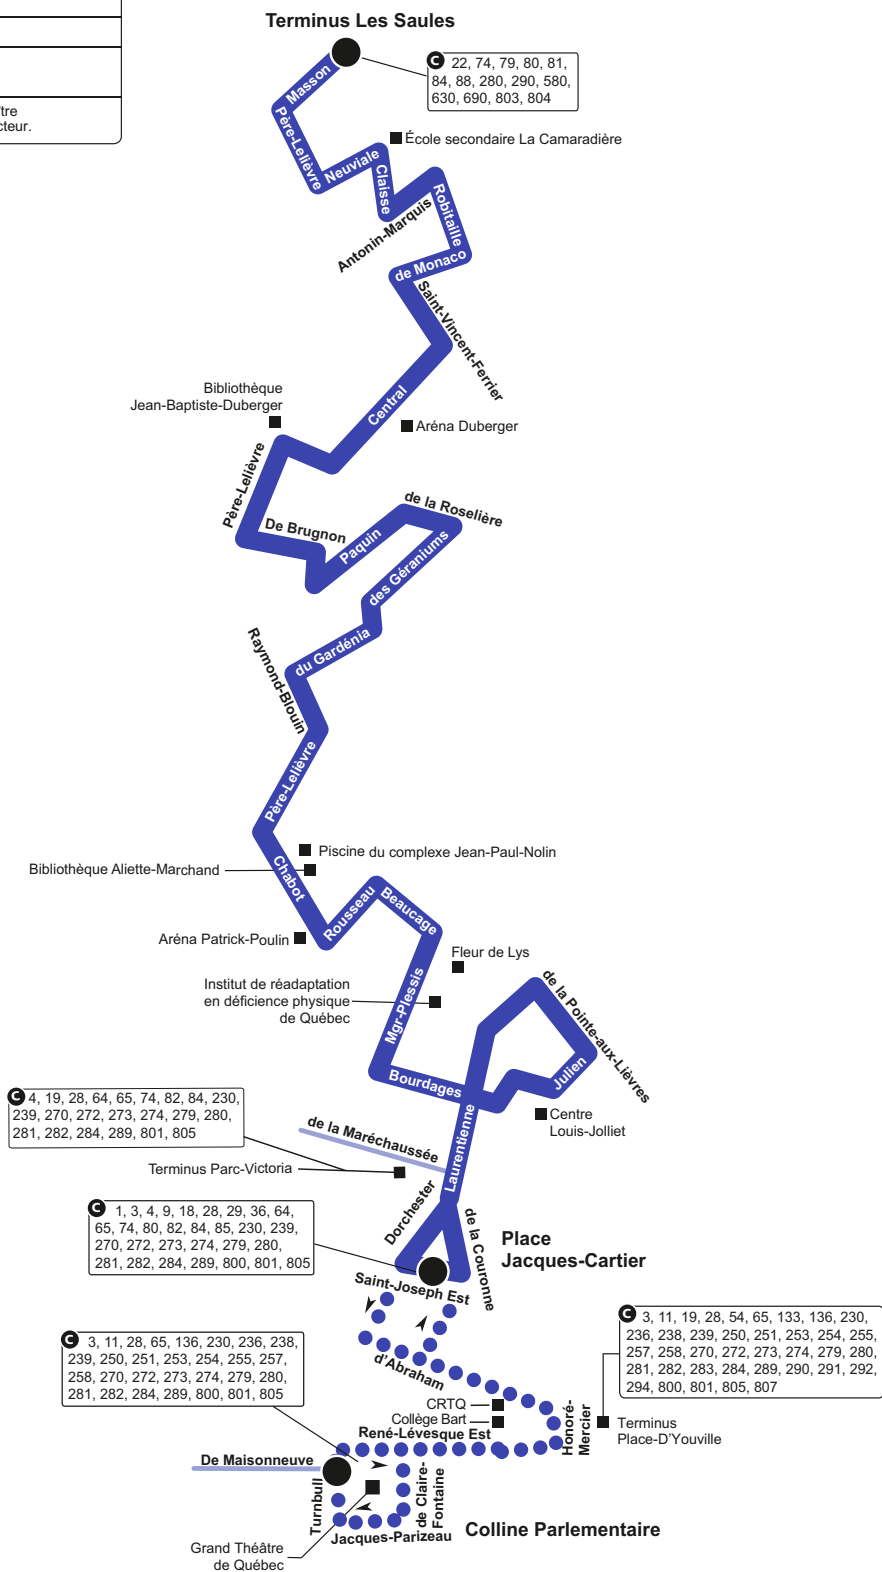 tre
cteur.
Terminus Les Saules
C 22, 74, 79, 80, 81,
84, 88, 280, 290, 580,
630, 690, 803, 804
Masson
Père-Lelièvre
École secondaire La Camaradière
Neuviale
Claisse
Robitaille
Antonin-Marquis
de Monaco
Saint-Vincent-Ferrier
Bibliothèque
Jean-Baptiste-Duberger
Central
Aréna Duberger
Père-Lelièvre
De Brugnon
de la Roselière
Paquin
des Géraniums
du Gardénia
Raymond-Blouin
Père-Lelièvre
Piscine du complexe Jean-Paul-Nolin
Bibliothèque Aliette-Marchand
Chabot
Rousseau
Beaucage
Aréna Patrick-Poulin
Fleur de Lys
Institut de réadaptation
en déficience physique
de Québec
Mgr-Plessis
de la Pointe-aux-Lièvres
Bourdages
Julien
C 4, 19, 28, 64, 65, 74, 82, 84, 230,
239, 270, 272, 273, 274, 279, 280,
281, 282, 284, 289, 801, 805
Centre
Louis-Jolliet
de la Maréchaussée
Laurentienne
Terminus Parc-Victoria
C 1, 3, 4, 9, 18, 28, 29, 36, 64,
65, 74, 80, 82, 84, 85, 230, 239,
270, 272, 273, 274, 279, 280,
281, 282, 284, 289, 800, 801, 805
Dorchester
de la Couronne
Place
Jacques-Cartier
Saint-Joseph Est
C 3, 11, 19, 28, 54, 65, 133, 136, 230,
236, 238, 239, 250, 251, 253, 254, 255,
257, 258, 270, 272, 273, 274, 279, 280,
281, 282, 283, 284, 289, 290, 291, 292,
294, 800, 801, 805, 807
C 3, 11, 28, 65, 136, 230, 236, 238,
239, 250, 251, 253, 254, 255, 257,
258, 270, 272, 273, 274, 279, 280,
281, 282, 284, 289, 800, 801, 805
d'Abraham
CRTQ
Collège Bart
René-Lévesque Est
Honoré-
Mercier
Terminus
Place-D'Youville
De Maisonneuve
Turnbull
de Claire-
Fontaine
Jacques-Parizeau
Colline Parlementaire
Grand Théâtre
de Québec